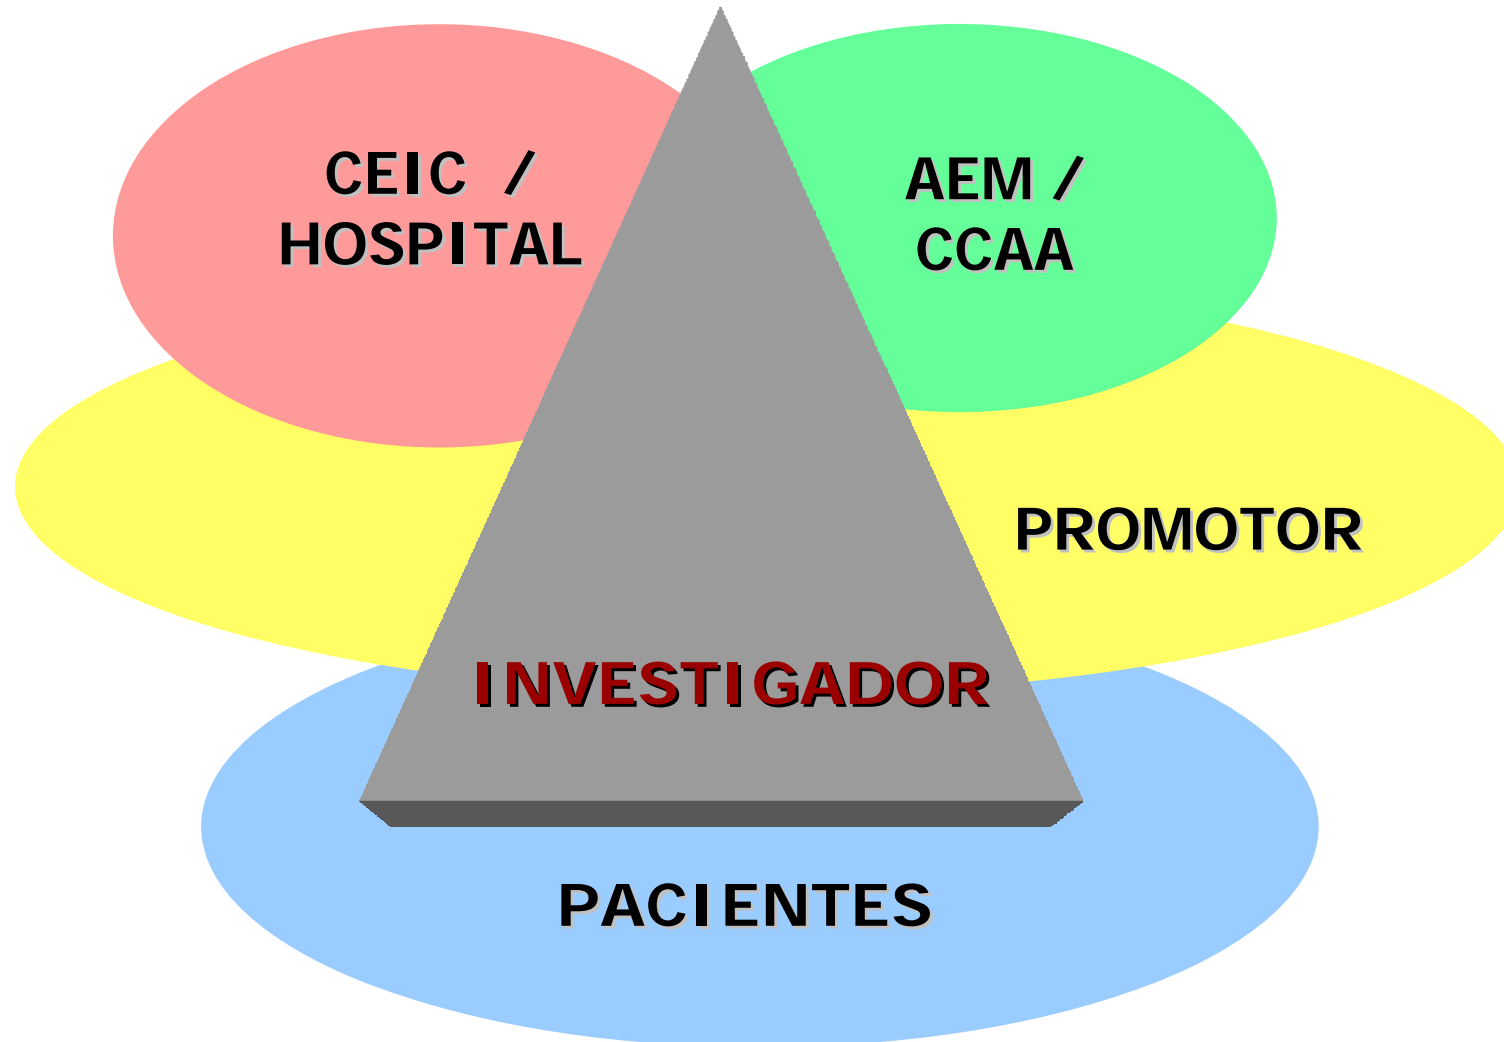 CEIC /
HOSPITAL
AEM /
CCAA
PROMOTOR
INVESTIGADOR
PACIENTES